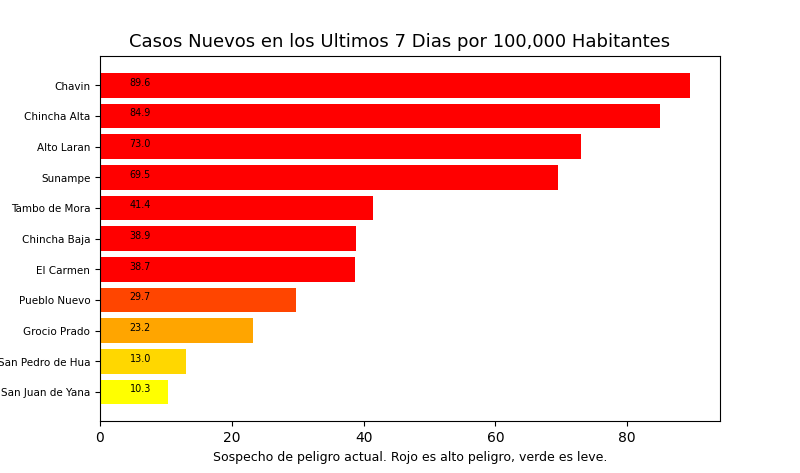 Casos Nuevos en los Ultimos 7 Dias por 100,000 Habitantes
Chavin 89.6
Chincha Alta 84.9
Alto Laran 73.0
Sunampe 69.5
Tambo de Mora 41.4
Chincha Baja 38.9
El Carmen 38.7
Pueblo Nuevo 29.7
Grocio Prado 23.2
San Pedro de Hua 13.0
San Juan de Yana 10.3
0 20 40 60 80
Sospecho de peligro actual. Rojo es alto peligro, verde es leve.